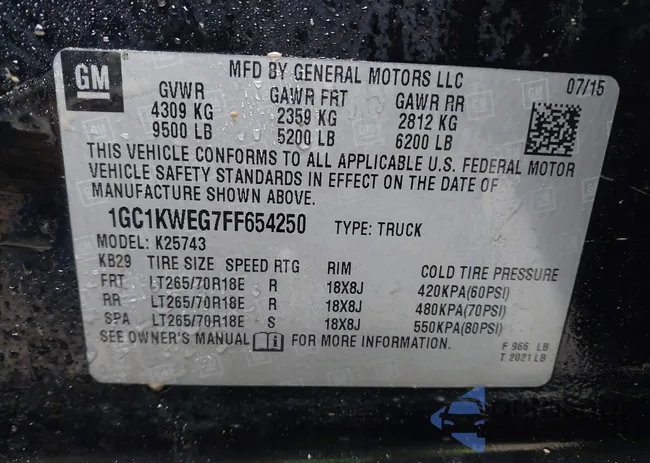 GM
MFD BY GENERAL MOTORS LLC 07/15
GVWR GAWR FRT GAWR RR
4309 KG 2359 KG 2812 KG
9500 LB 5200 LB 6200 LB
THIS VEHICLE CONFORMS TO ALL APPLICABLE U.S. FEDERAL MOTOR
VEHICLE SAFETY STANDARDS IN EFFECT ON THE DATE OF
MANUFACTURE SHOWN ABOVE.
1GC1KWEG7FF654250 TYPE: TRUCK
MODEL: K25743
KB29 TIRE SIZE SPEED RTG RIM COLD TIRE PRESSURE
FRT LT265/70R18E R 18X8J 420KPA(60PSI)
RR LT265/70R18E R 18X8J 480KPA(70PSI)
SPA LT265/70R18E S 18X8J 550KPA(80PSI)
SEE OWNER'S MANUAL FOR MORE INFORMATION. F 966 LB
T 2021 LB